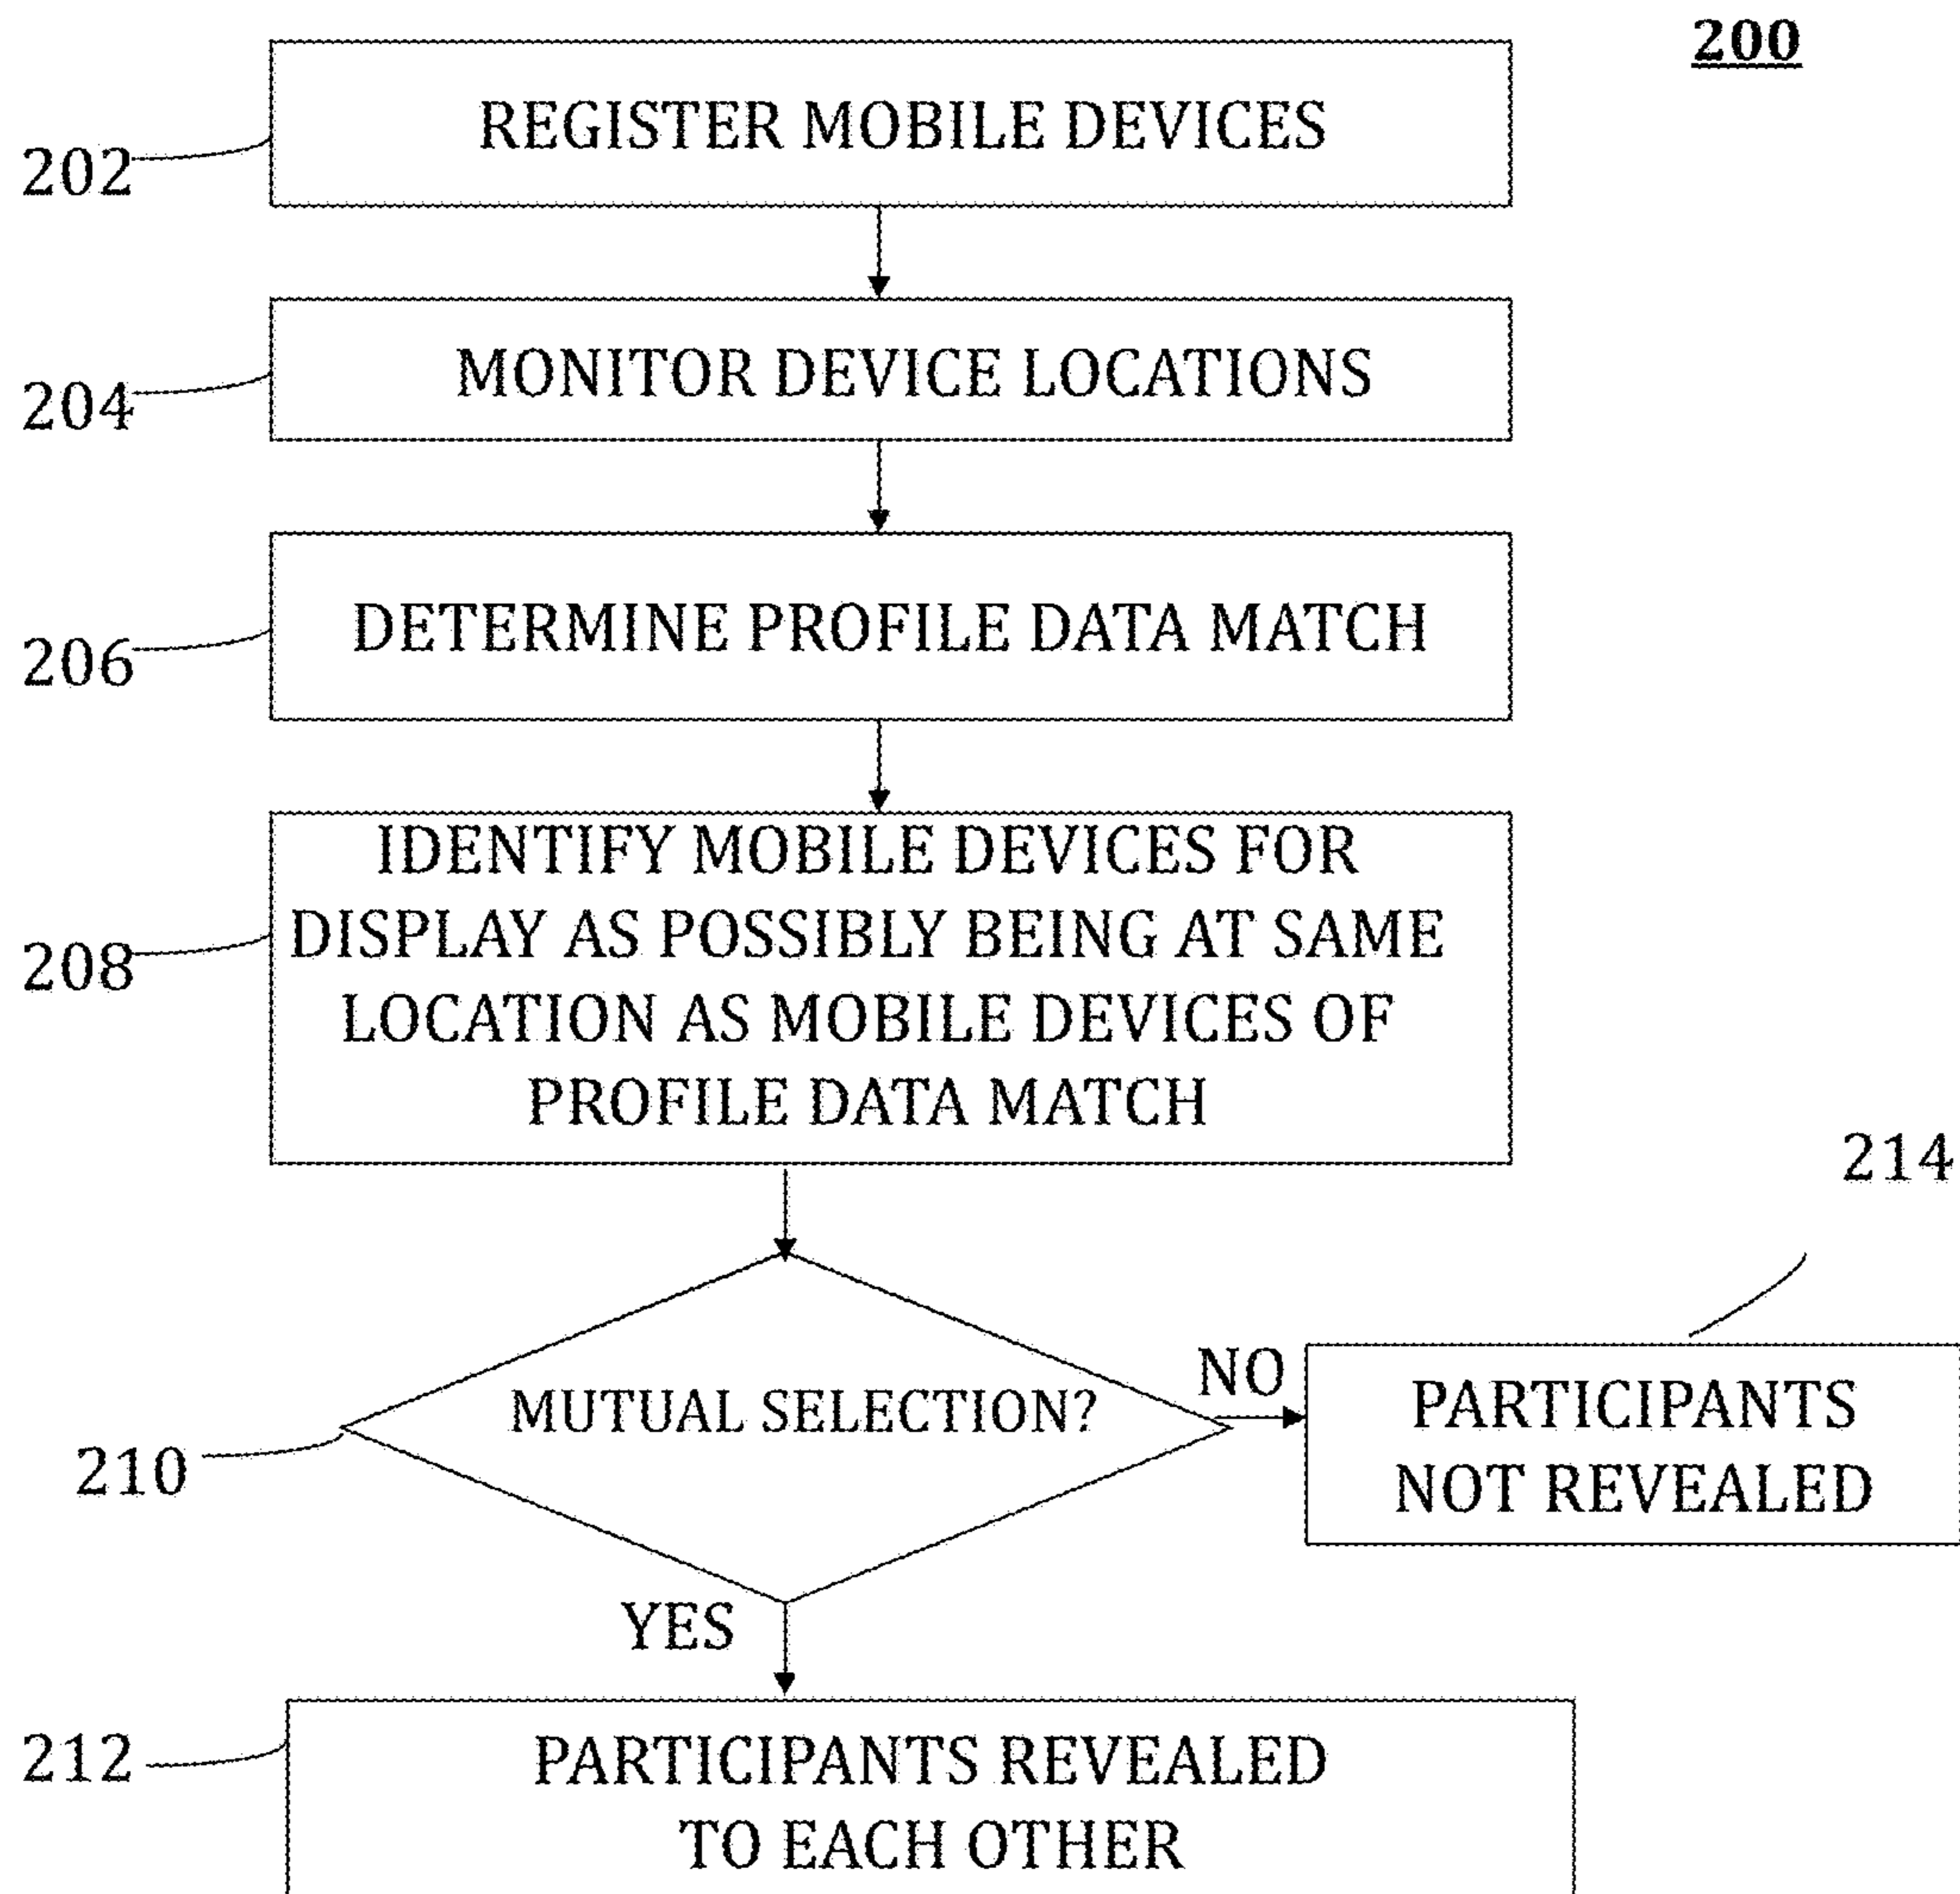 200
202
REGISTER MOBILE DEVICES
204
MONITOR DEVICE LOCATIONS
206
DETERMINE PROFILE DATA MATCH
208
IDENTIFY MOBILE DEVICES FOR
DISPLAY AS POSSIBLY BEING AT SAME
LOCATION AS MOBILE DEVICES OF
PROFILE DATA MATCH
210
MUTUAL SELECTION?
NO
214
PARTICIPANTS
NOT REVEALED
YES
212
PARTICIPANTS REVEALED
TO EACH OTHER